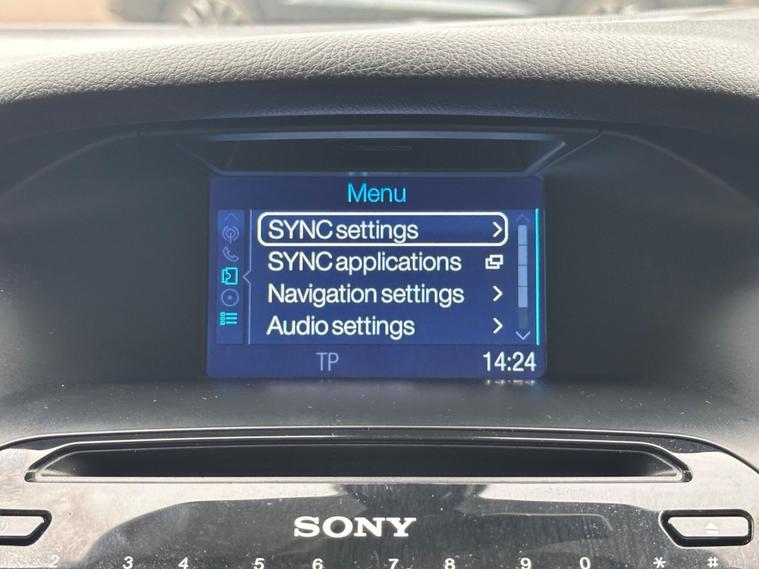 Menu
SYNC settings
SYNC applications
Navigation settings
Audio settings
TP 14:24
SONY
2 3 4 5 6 7 8 9 0 * #